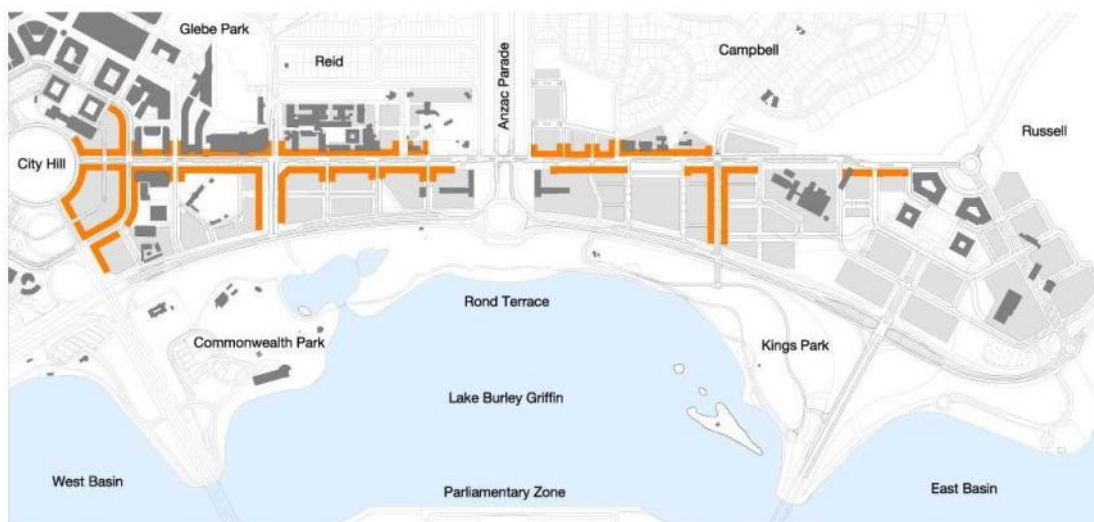 Glebe Park
Reid
Anzac Parade
Campbell
Russell
City Hill
Rond Terrace
Commonwealth Park
Kings Park
Lake Burley Griffin
West Basin
Parliamentary Zone
East Basin